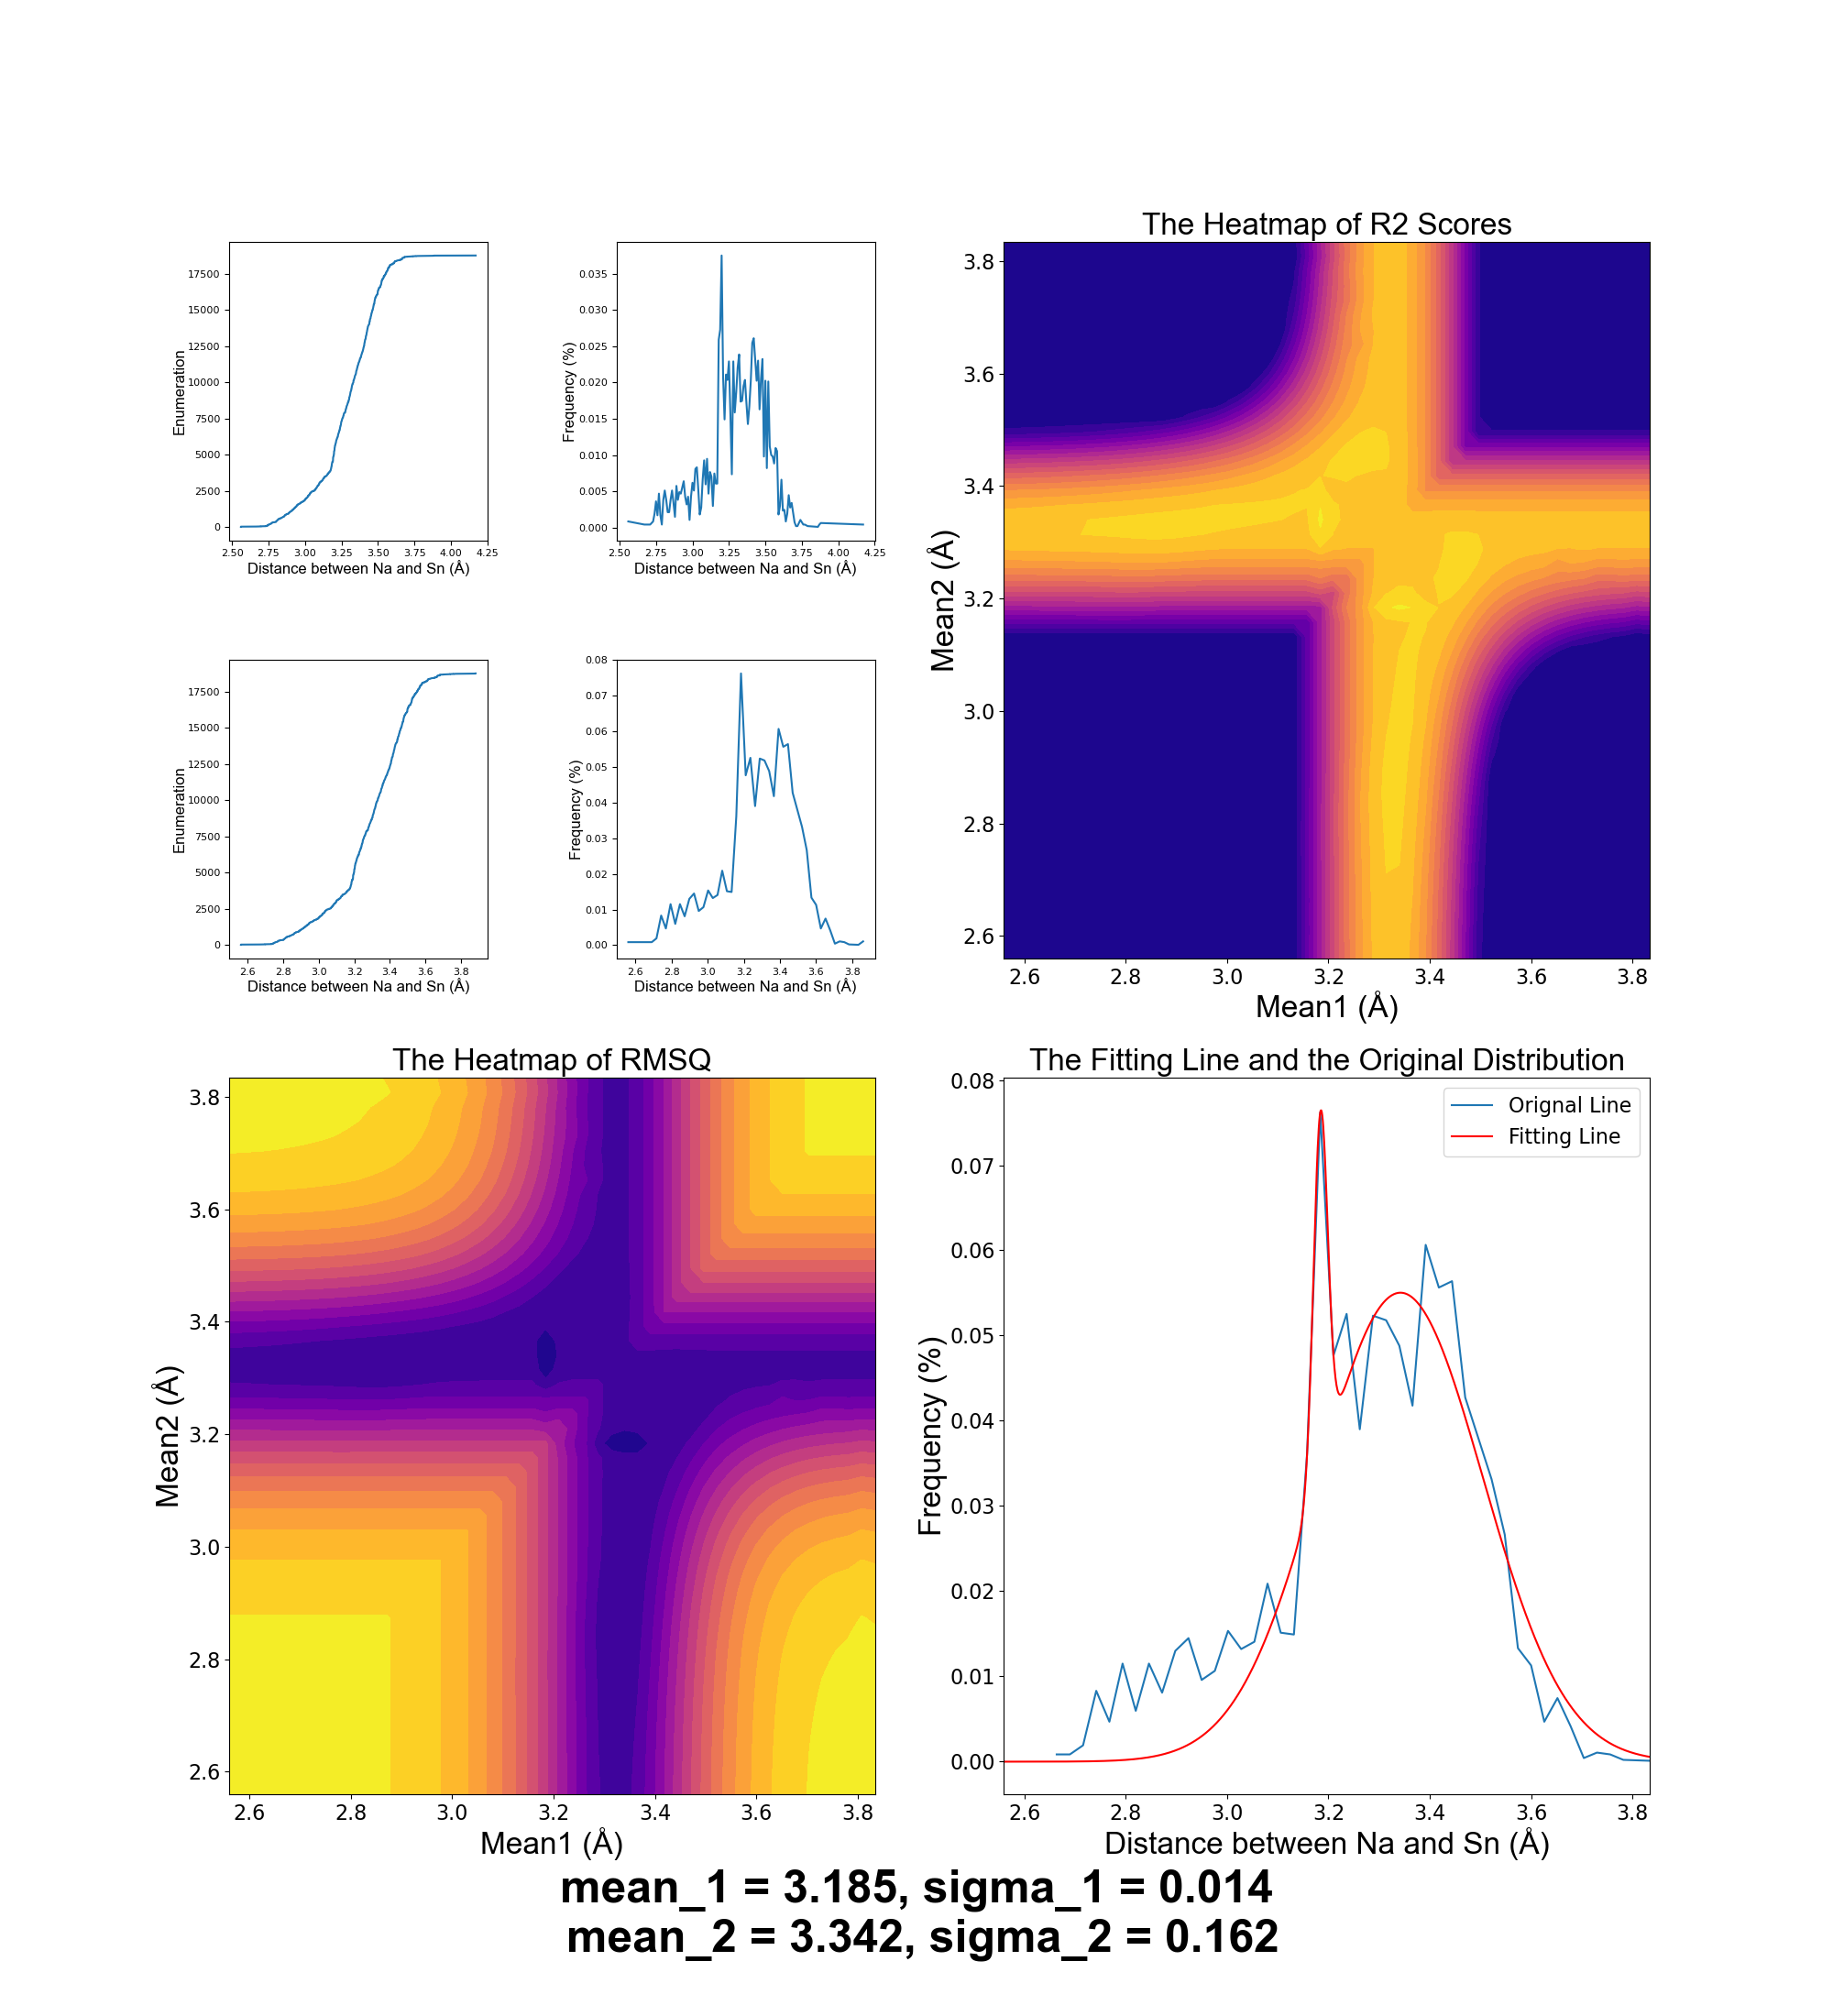 The Heatmap of R2 Scores
17500
15000
12500
10000
7500
5000
2500
0
Enumeration
2.50 2.75 3.00 3.25 3.50 3.75 4.00 4.25
Distance between Na and Sn (Å)
0.035
0.030
0.025
0.020
0.015
0.010
0.005
0.000
Frequency (%)
2.50 2.75 3.00 3.25 3.50 3.75 4.00 4.25
Distance between Na and Sn (Å)
17500
15000
12500
10000
7500
5000
2500
0
Enumeration
2.6 2.8 3.0 3.2 3.4 3.6 3.8
Distance between Na and Sn (Å)
0.08
0.07
0.06
0.05
0.04
0.03
0.02
0.01
0.00
Frequency (%)
2.6 2.8 3.0 3.2 3.4 3.6 3.8
Distance between Na and Sn (Å)
3.8
3.6
3.4
3.2
3.0
2.8
2.6
Mean2 (Å)
2.6 2.8 3.0 3.2 3.4 3.6 3.8
Mean1 (Å)
The Heatmap of RMSQ
3.8
3.6
3.4
3.2
3.0
2.8
2.6
Mean2 (Å)
2.6 2.8 3.0 3.2 3.4 3.6 3.8
Mean1 (Å)
The Fitting Line and the Original Distribution
Orignal Line
Fitting Line
0.08
0.07
0.06
0.05
0.04
0.03
0.02
0.01
0.00
Frequency (%)
2.6 2.8 3.0 3.2 3.4 3.6 3.8
Distance between Na and Sn (Å)
mean_1 = 3.185, sigma_1 = 0.014
mean_2 = 3.342, sigma_2 = 0.162